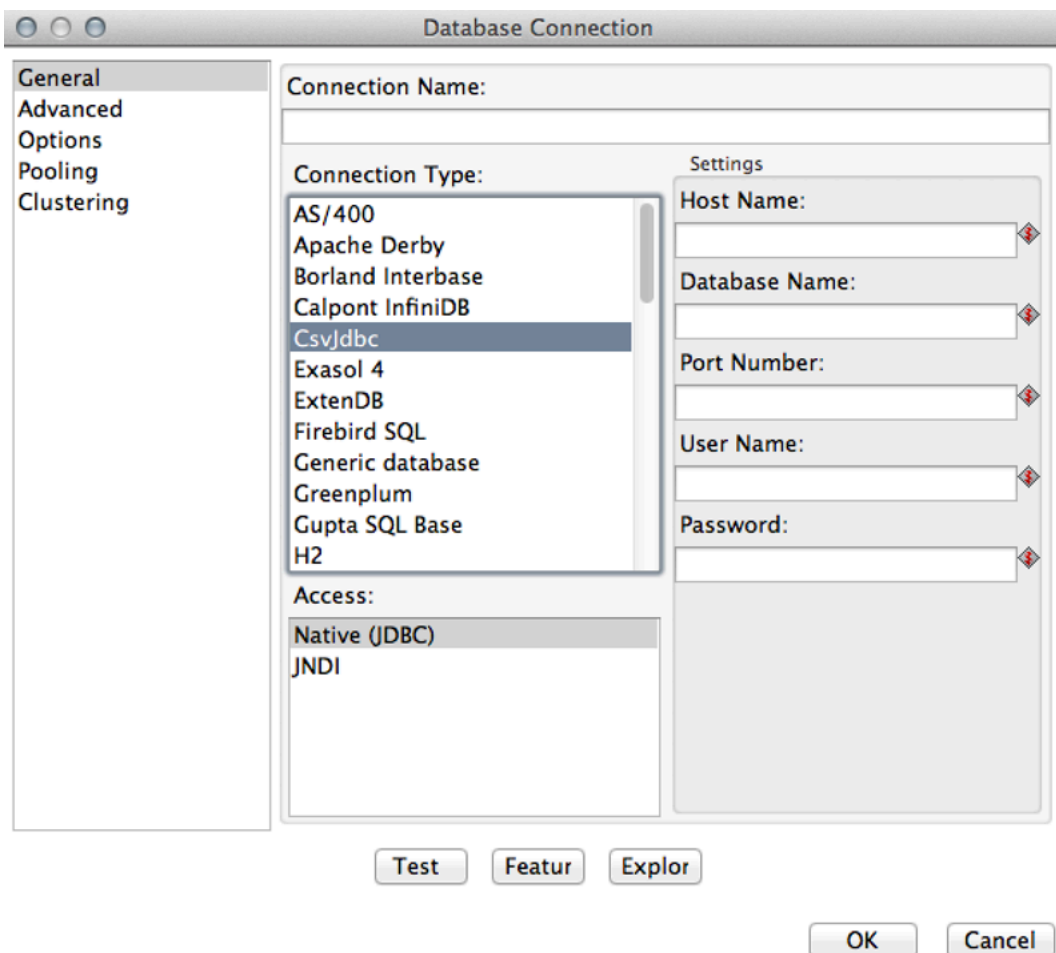 Database Connection
General
Advanced
Options
Pooling
Clustering
Connection Name:
Connection Type:
AS/400
Apache Derby
Borland Interbase
Calpont InfiniDB
CsvJdbc
Exasol 4
ExtenDB
Firebird SQL
Generic database
Greenplum
Gupta SQL Base
H2
Access:
Native (JDBC)
JNDI
Settings
Host Name:
Database Name:
Port Number:
User Name:
Password:
Test Featur Explor
OK Cancel